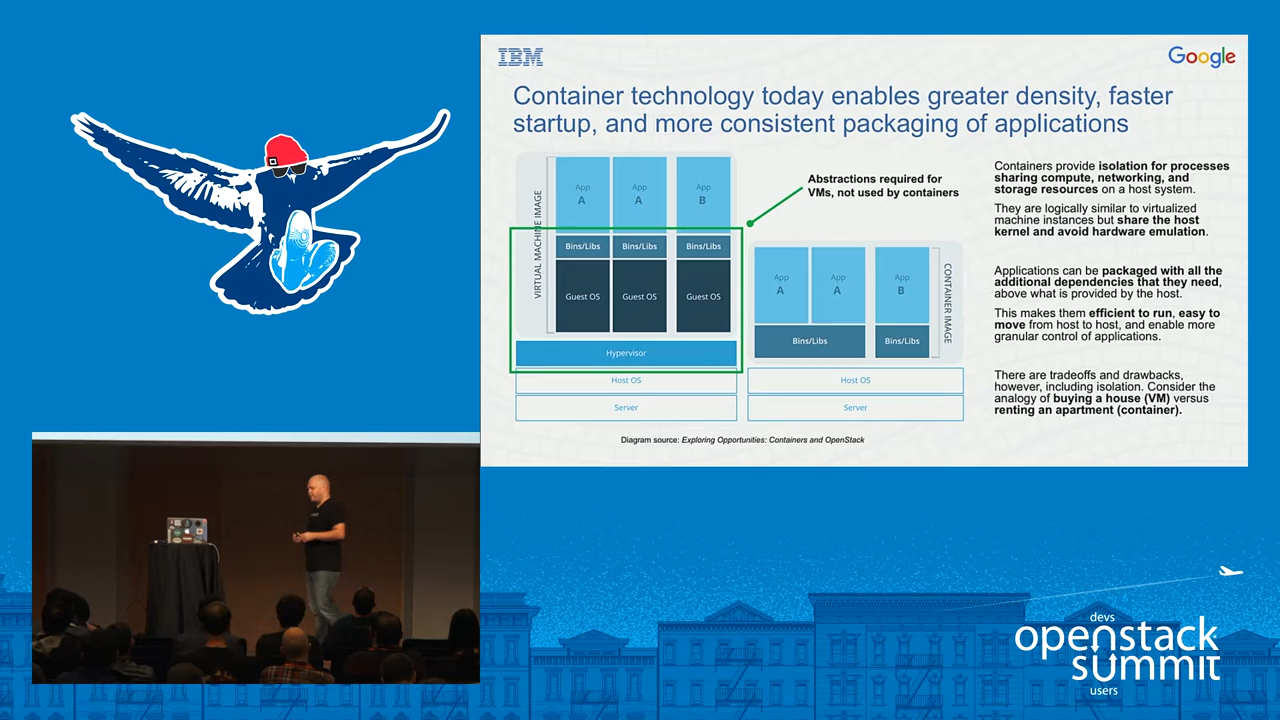 IBM
Google
Container technology today enables greater density, faster
startup, and more consistent packaging of applications
VIRTUAL MACHINE IMAGE
App
A
App
A
App
B
Bins/Libs
Bins/Libs
Bins/Libs
Guest OS
Guest OS
Guest OS
Hypervisor
Host OS
Server
Abstractions required for
VMs, not used by containers
App
A
App
A
App
B
Bins/Libs
Bins/Libs
CONTAINER IMAGE
Host OS
Server
Diagram source: Exploring Opportunities: Containers and OpenStack
Containers provide isolation for processes
sharing compute, networking, and
storage resources on a host system.
They are logically similar to virtualized
machine instances but share the host
kernel and avoid hardware emulation.
Applications can be packaged with all the
additional dependencies that they need,
above what is provided by the host.
This makes them efficient to run, easy to
move from host to host, and enable more
granular control of applications.
There are tradeoffs and drawbacks,
however, including isolation. Consider the
analogy of buying a house (VM) versus
renting an apartment (container).
devs
openstack
summit
users